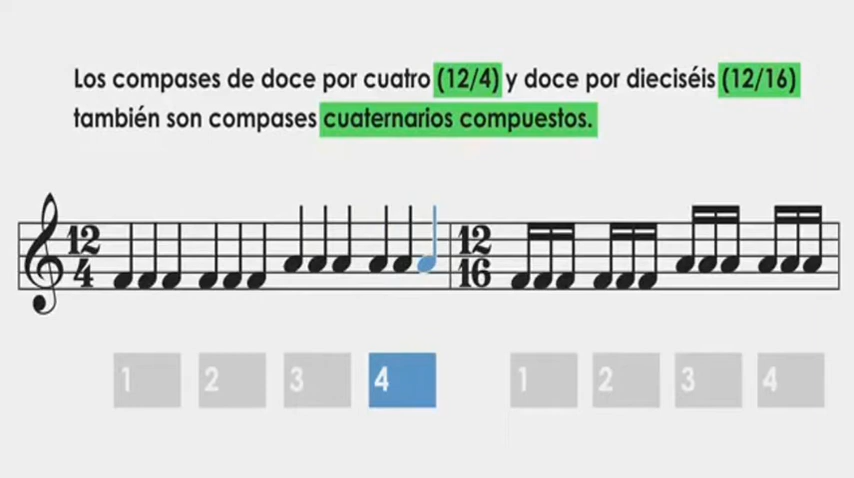 Los compases de doce por cuatro (12/4) y doce por dieciséis (12/16)
también son compases cuaternarios compuestos.
12 12
4 16
1 2 3 4 1 2 3 4